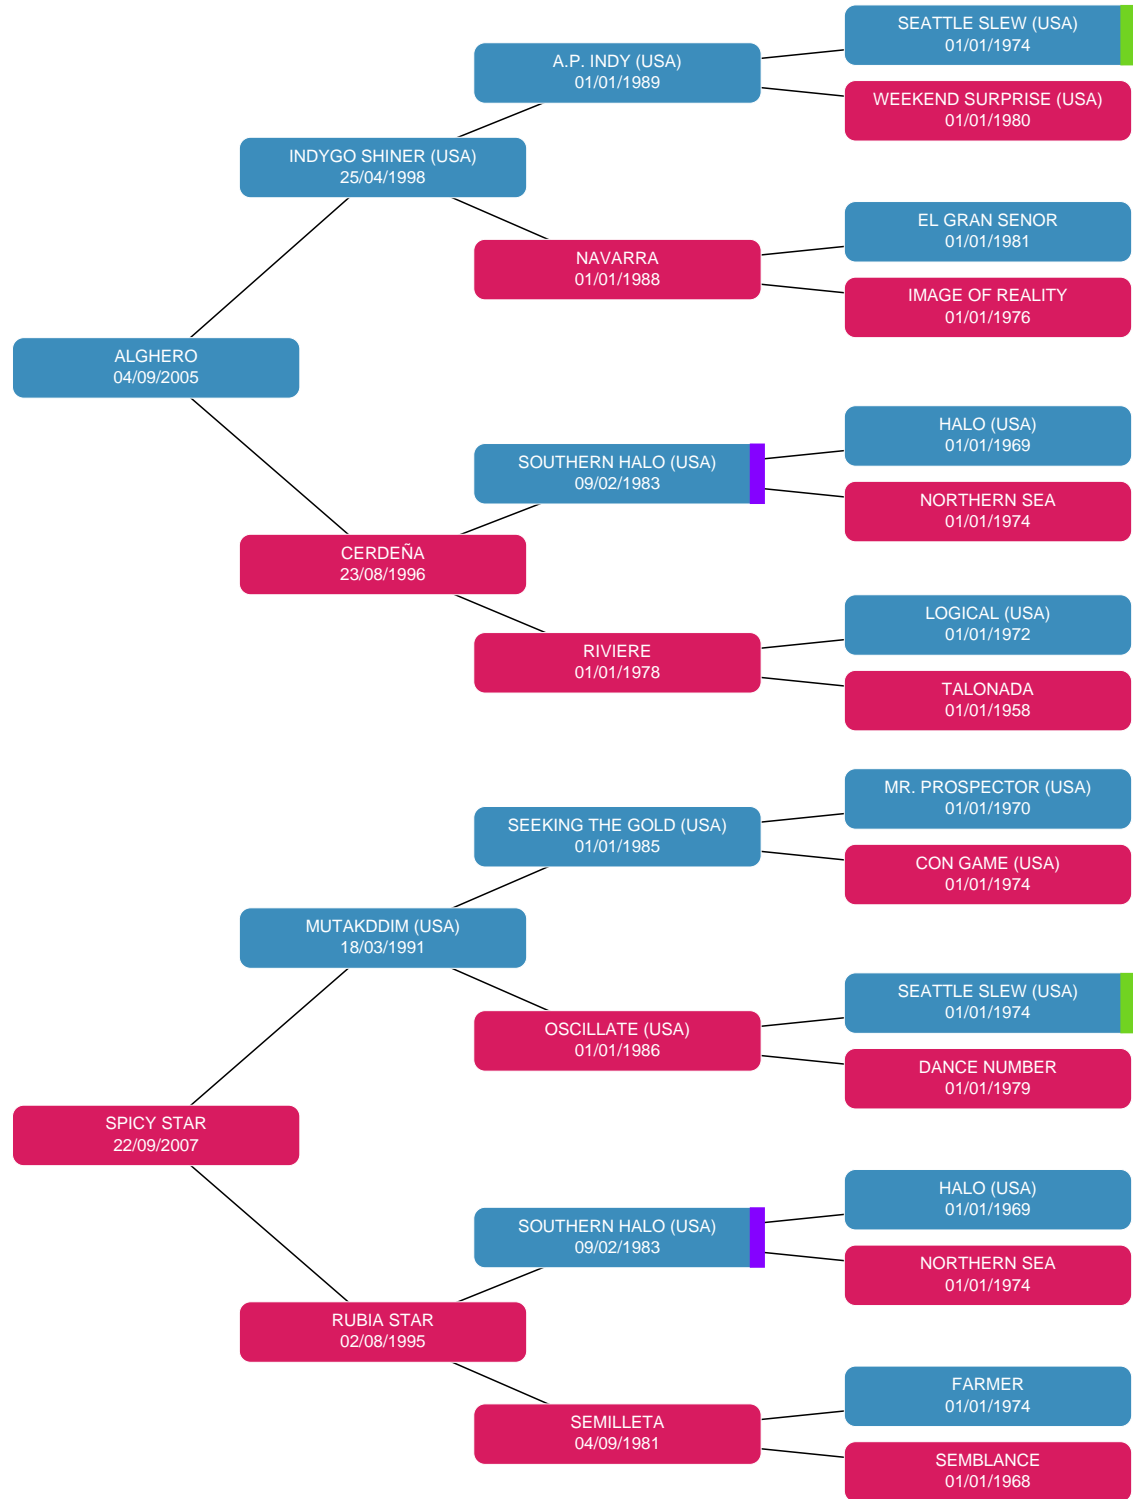 SEATTLE SLEW (USA)
01/01/1974
A.P. INDY (USA)
01/01/1989
WEEKEND SURPRISE (USA)
01/01/1980
INDYGO SHINER (USA)
25/04/1998
EL GRAN SENOR
01/01/1981
NAVARRA
01/01/1988
IMAGE OF REALITY
01/01/1976
ALGHERO
04/09/2005
HALO (USA)
01/01/1969
SOUTHERN HALO (USA)
09/02/1983
NORTHERN SEA
01/01/1974
CERDEÑA
23/08/1996
LOGICAL (USA)
01/01/1972
RIVIERE
01/01/1978
TALONADA
01/01/1958
MR. PROSPECTOR (USA)
01/01/1970
SEEKING THE GOLD (USA)
01/01/1985
CON GAME (USA)
01/01/1974
MUTAKDDIM (USA)
18/03/1991
SEATTLE SLEW (USA)
01/01/1974
OSCILLATE (USA)
01/01/1986
DANCE NUMBER
01/01/1979
SPICY STAR
22/09/2007
HALO (USA)
01/01/1969
SOUTHERN HALO (USA)
09/02/1983
NORTHERN SEA
01/01/1974
RUBIA STAR
02/08/1995
FARMER
01/01/1974
SEMILLETA
04/09/1981
SEMBLANCE
01/01/1968